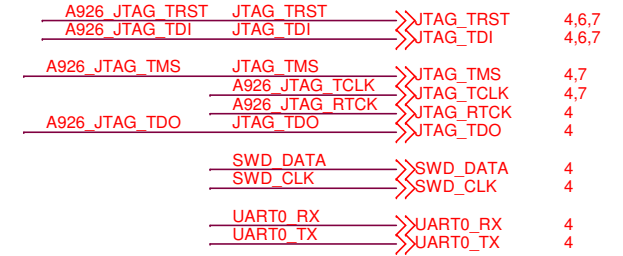 A926_JTAG_TRST JTAG_TRST JTAG_TRST 4,6,7
A926_JTAG_TDI JTAG_TDI JTAG_TDI 4,6,7
A926_JTAG_TMS JTAG_TMS JTAG_TMS 4,7
A926_JTAG_TCLK JTAG_TCLK 4,7
A926_JTAG_RTCK JTAG_RTCK 4
A926_JTAG_TDO JTAG_TDO JTAG_TDO 4
SWD_DATA SWD_DATA 4
SWD_CLK SWD_CLK 4
UART0_RX UART0_RX 4
UART0_TX UART0_TX 4